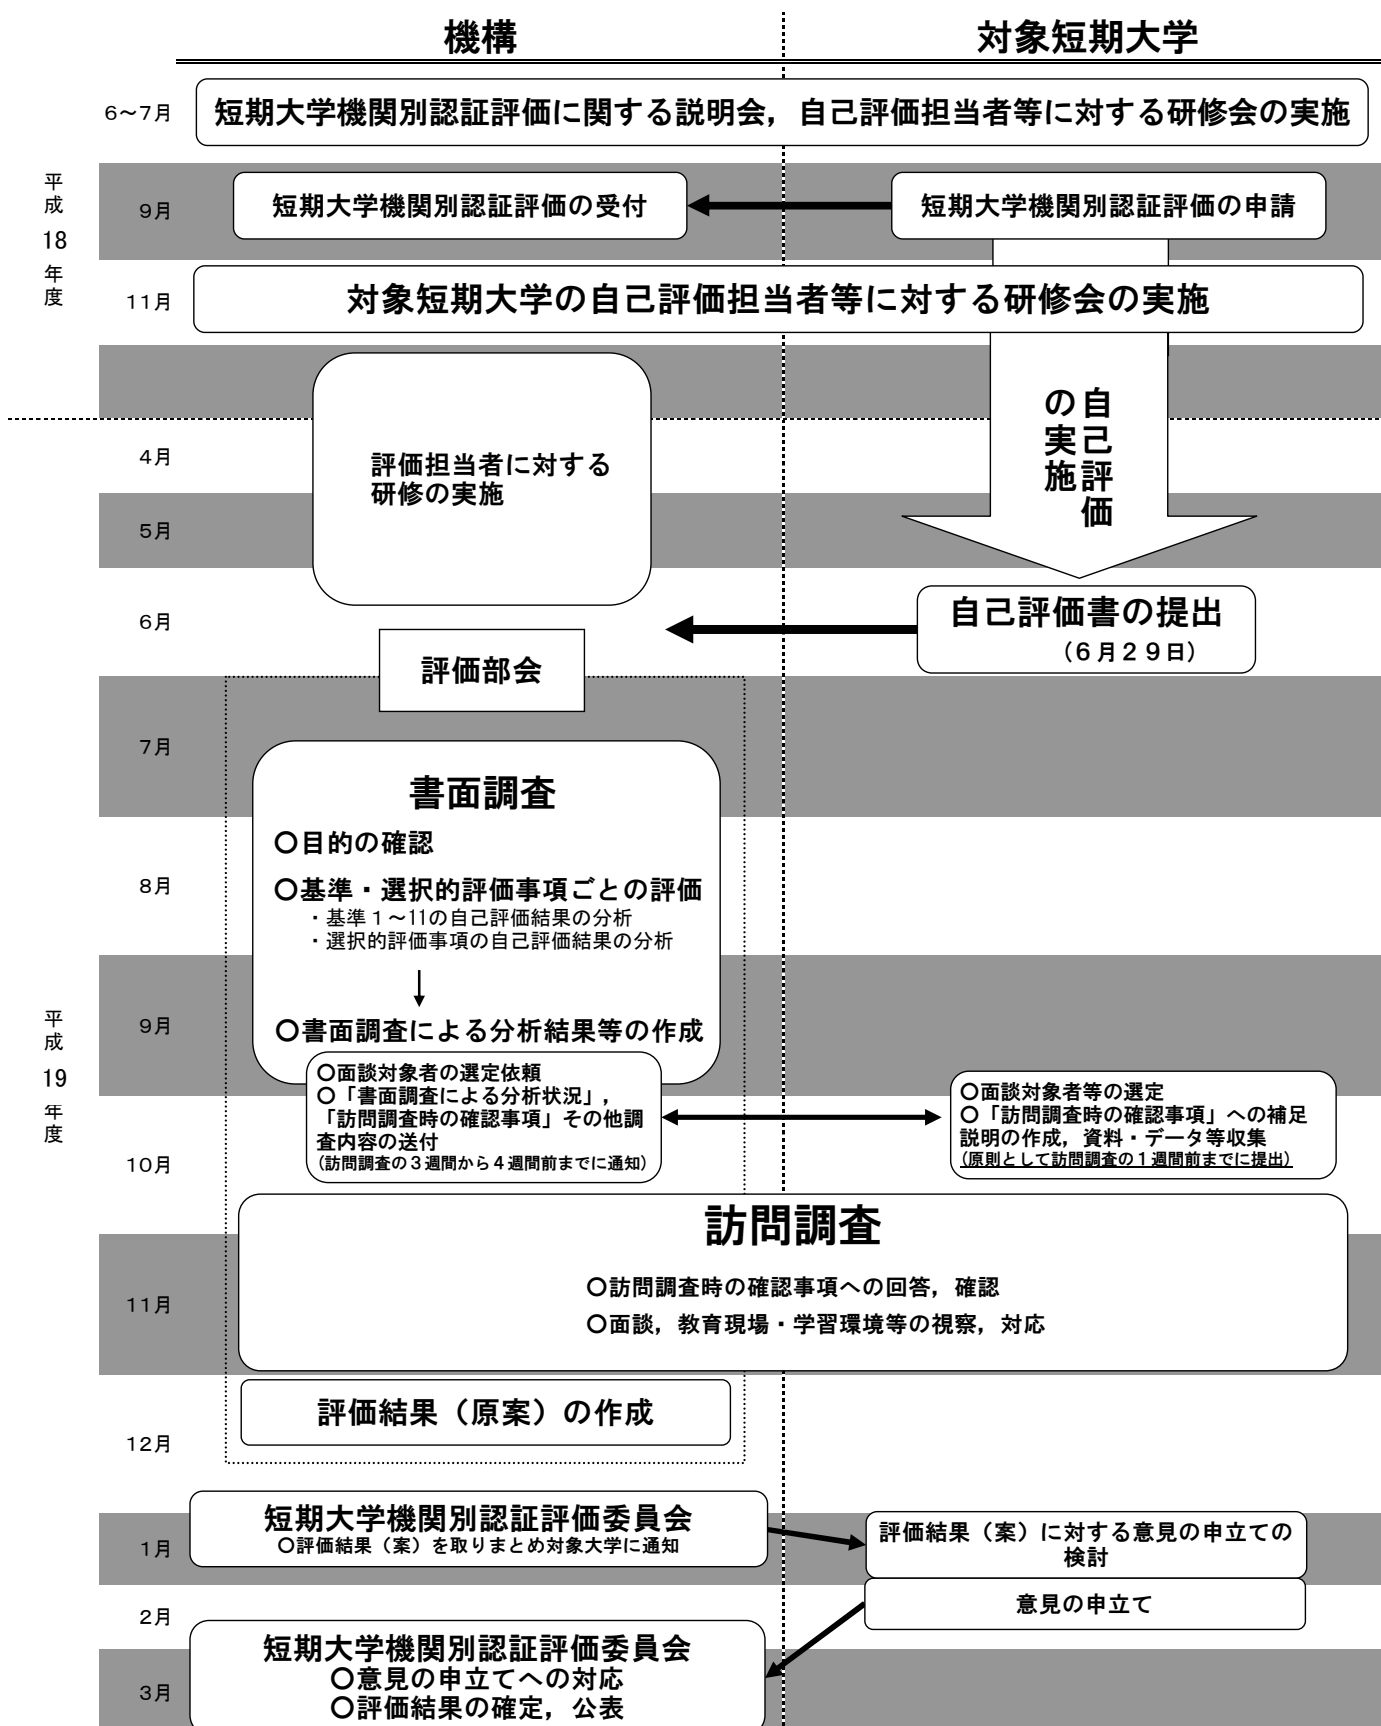 機構
対象短期大学
平成18年度
6～7月
短期大学機関別認証評価に関する説明会，自己評価担当者等に対する研修会の実施
9月
短期大学機関別認証評価の受付
短期大学機関別認証評価の申請
11月
対象短期大学の自己評価担当者等に対する研修会の実施
自己評価
の実施
平成19年度
4月
評価担当者に対する
研修の実施
5月
6月
自己評価書の提出
（6月29日）
評価部会
7月
書面調査
○目的の確認
8月
○基準・選択的評価事項ごとの評価
・基準1～11の自己評価結果の分析
・選択的評価事項の自己評価結果の分析
9月
○書面調査による分析結果等の作成
○面談対象者の選定依頼
○「書面調査による分析状況」，
「訪問調査時の確認事項」その他調
査内容の送付
（訪問調査の3週間から4週間前までに通知）
○面談対象者等の選定
○「訪問調査時の確認事項」への補足
説明の作成，資料・データ等収集
（原則として訪問調査の1週間前までに提出）
10月
訪問調査
11月
○訪問調査時の確認事項への回答，確認
○面談，教育現場・学習環境等の視察，対応
評価結果（原案）の作成
12月
短期大学機関別認証評価委員会
○評価結果（案）を取りまとめ対象大学に通知
1月
評価結果（案）に対する意見の申立ての
検討
意見の申立て
2月
短期大学機関別認証評価委員会
○意見の申立てへの対応
○評価結果の確定，公表
3月